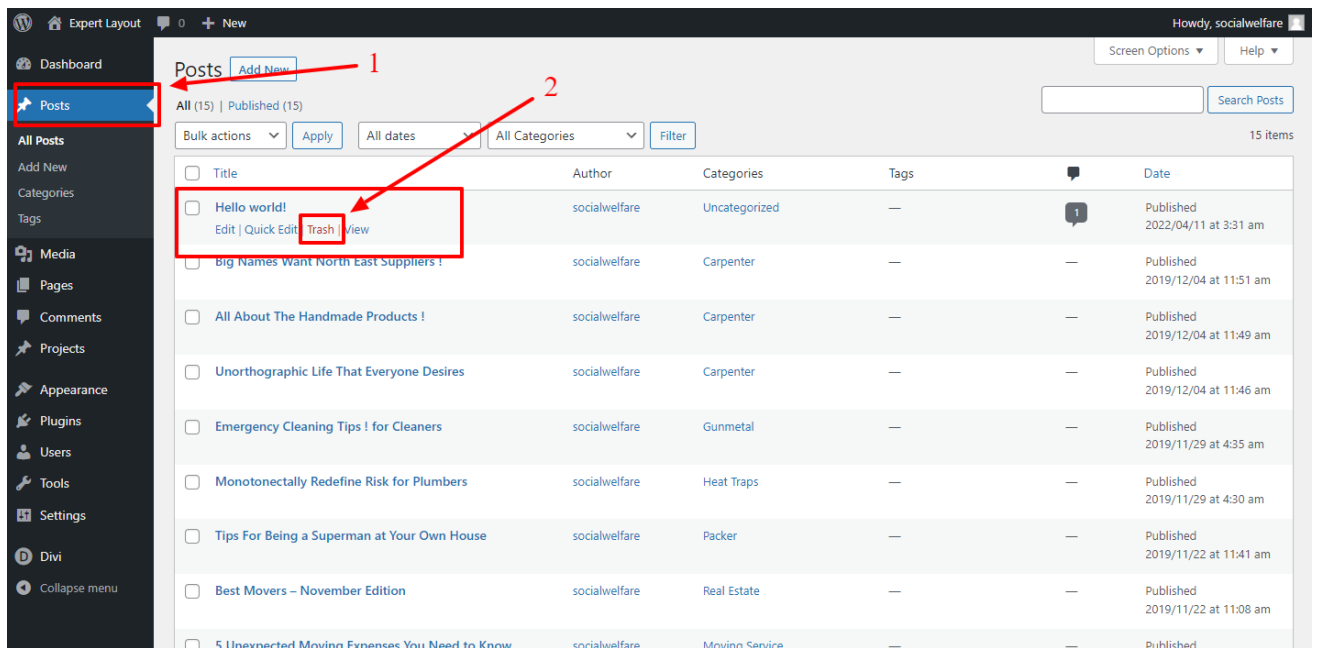 Expert Layout 0 + New Howdy, socialwelfare
Screen Options ▼ Help ▼
Dashboard
Posts
All Posts
Add New
Categories
Tags
Media
Pages
Comments
Projects
Appearance
Plugins
Users
Tools
Settings
Divi
Collapse menu
1
2
Posts Add New
All (15) | Published (15)
Search Posts
Bulk actions Apply All dates All Categories Filter 15 items
Title Author Categories Tags Date
Hello world! socialwelfare Uncategorized — 1 Published
Edit | Quick Edit | Trash | View 2022/04/11 at 3:31 am
Big Names Want North East Suppliers ! socialwelfare Carpenter — — Published
2019/12/04 at 11:51 am
All About The Handmade Products ! socialwelfare Carpenter — — Published
2019/12/04 at 11:49 am
Unorthographic Life That Everyone Desires socialwelfare Carpenter — — Published
2019/12/04 at 11:46 am
Emergency Cleaning Tips ! for Cleaners socialwelfare Gunmetal — — Published
2019/11/29 at 4:35 am
Monotonectally Redefine Risk for Plumbers socialwelfare Heat Traps — — Published
2019/11/29 at 4:30 am
Tips For Being a Superman at Your Own House socialwelfare Packer — — Published
2019/11/22 at 11:41 am
Best Movers – November Edition socialwelfare Real Estate — — Published
2019/11/22 at 11:08 am
5 Unexpected Moving Expenses You Need to Know socialwelfare Moving Service — — Published